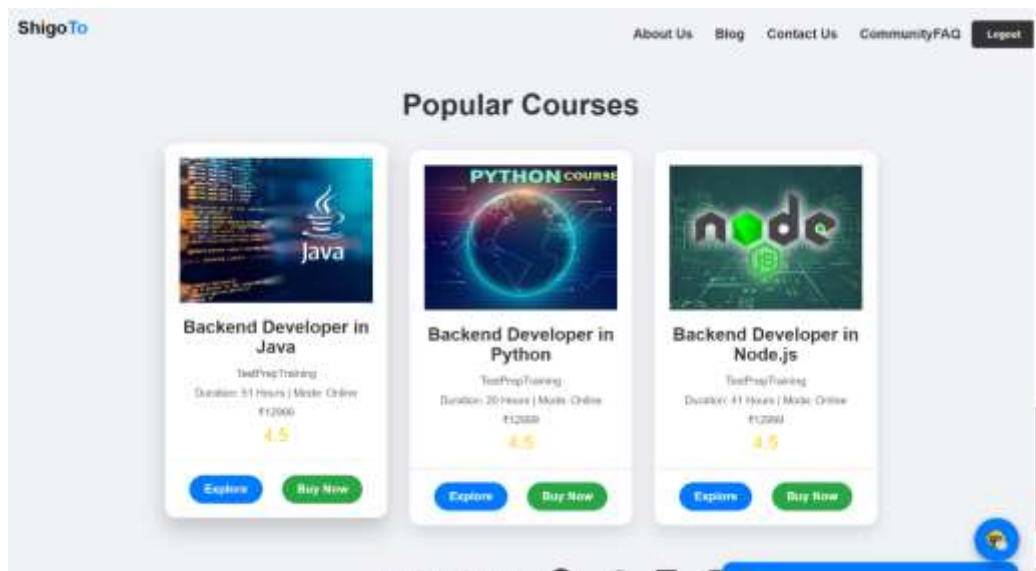 ShigoTo
About Us Blog Contact Us CommunityFAQ Logout
Popular Courses
Java
PYTHON COURSE
node
JS
Backend Developer in
Java
TestPrepTraining
Duration: 51 Hours | Mode: Online
4.5
Explore Buy Now
Backend Developer in
Python
TestPrepTraining
Duration: 20 Hours | Mode: Online
4.5
Explore Buy Now
Backend Developer in
Node.js
TestPrepTraining
Duration: 41 Hours | Mode: Online
4.5
Explore Buy Now